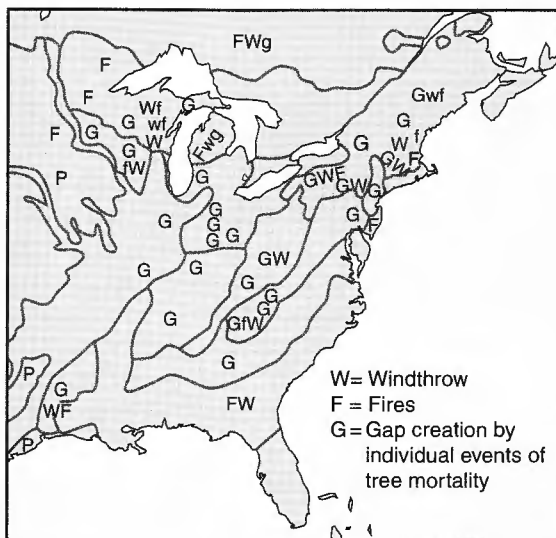 FWg
F
F
Wf
G wf
G
W
F
G
G
fW
Fwg
G
P
Gwf
G
W f
GW F
G
GWF
GW G
G
F
G
G
G
G G
G
G
GW
G
G
G
G
GfW
G
P
G
WF
FW
P
W= Windthrow
F = Fires
G= Gap creation by
individual events of
tree mortality